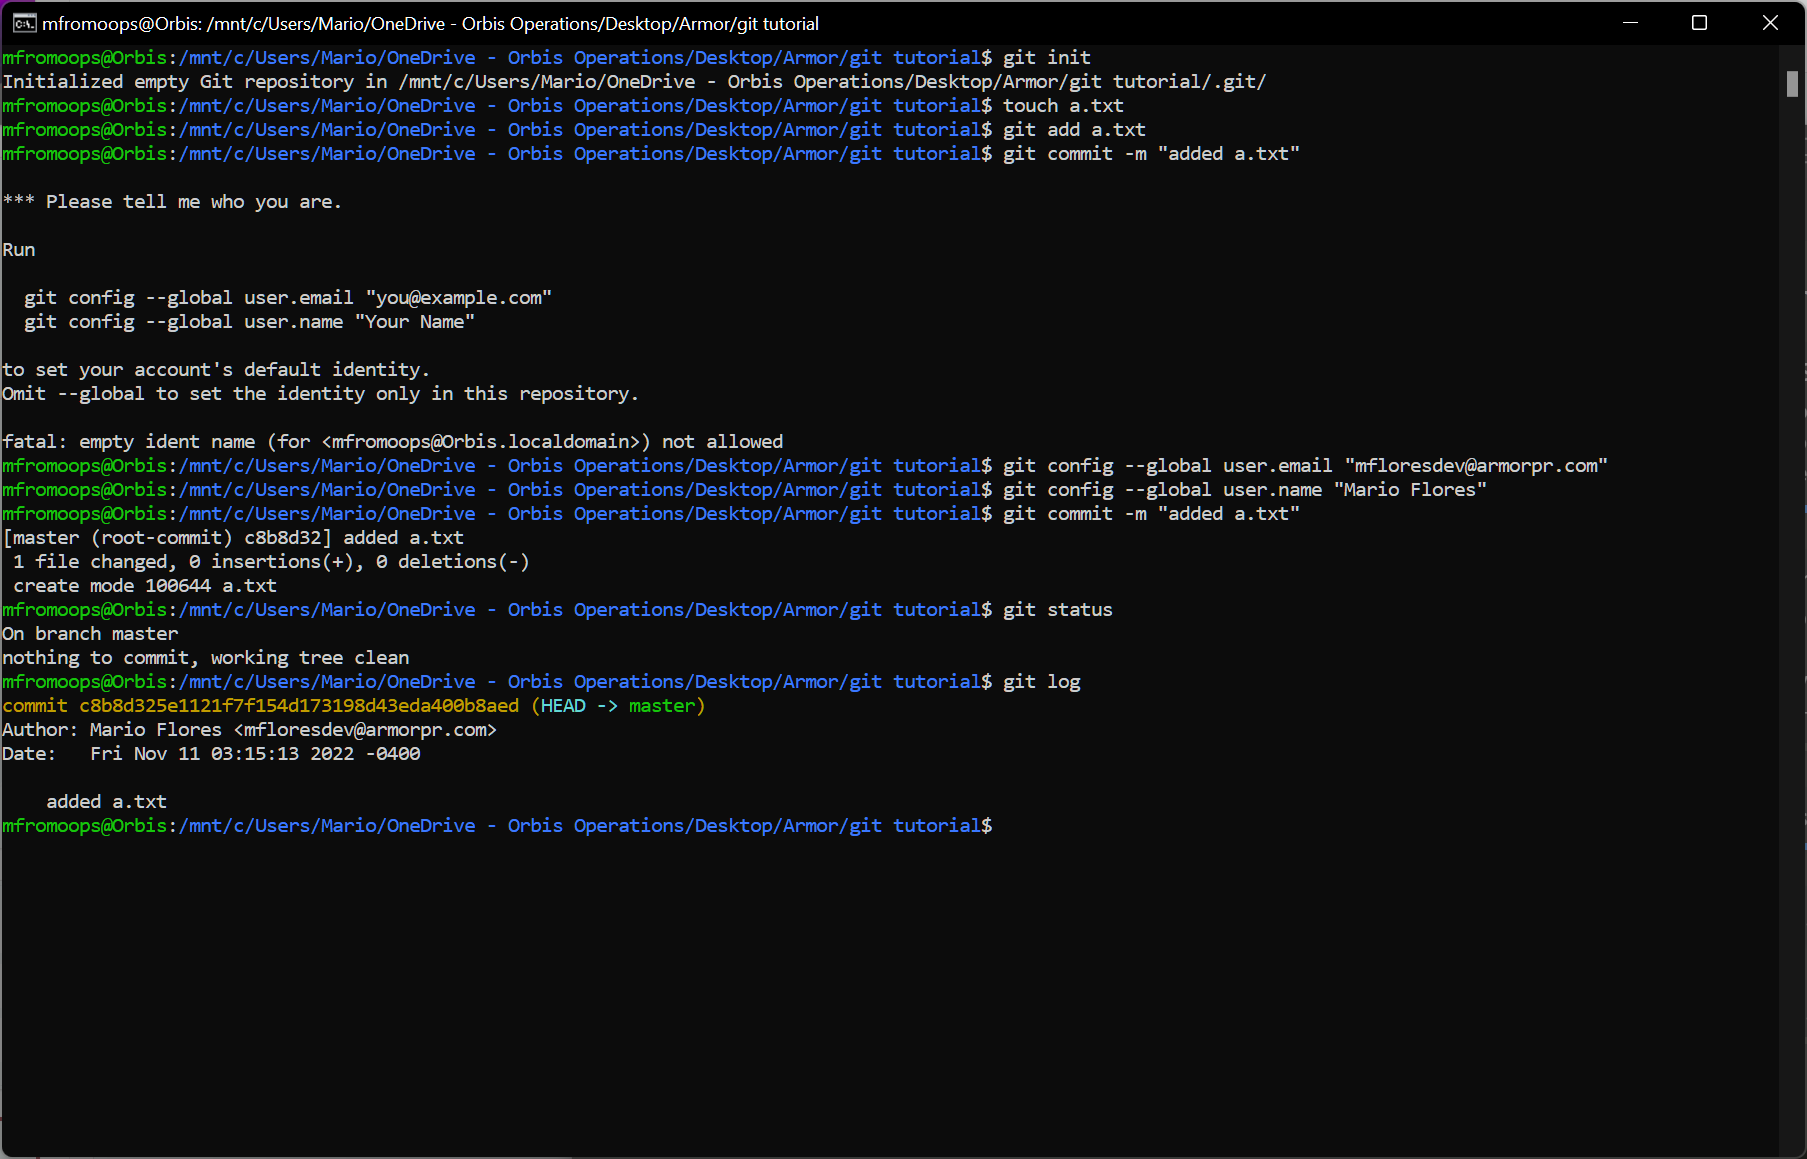 mfromoops@Orbis: /mnt/c/Users/Mario/OneDrive - Orbis Operations/Desktop/Armor/git tutorial
mfromoops@Orbis:/mnt/c/Users/Mario/OneDrive - Orbis Operations/Desktop/Armor/git tutorial$ git init
Initialized empty Git repository in /mnt/c/Users/Mario/OneDrive - Orbis Operations/Desktop/Armor/git tutorial/.git/
mfromoops@Orbis:/mnt/c/Users/Mario/OneDrive - Orbis Operations/Desktop/Armor/git tutorial$ touch a.txt
mfromoops@Orbis:/mnt/c/Users/Mario/OneDrive - Orbis Operations/Desktop/Armor/git tutorial$ git add a.txt
mfromoops@Orbis:/mnt/c/Users/Mario/OneDrive - Orbis Operations/Desktop/Armor/git tutorial$ git commit -m "added a.txt"

*** Please tell me who you are.

Run

  git config --global user.email "you@example.com"
  git config --global user.name "Your Name"

to set your account's default identity.
Omit --global to set the identity only in this repository.

fatal: empty ident name (for <mfromoops@Orbis.localdomain>) not allowed
mfromoops@Orbis:/mnt/c/Users/Mario/OneDrive - Orbis Operations/Desktop/Armor/git tutorial$ git config --global user.email "mfloresdev@armorpr.com"
mfromoops@Orbis:/mnt/c/Users/Mario/OneDrive - Orbis Operations/Desktop/Armor/git tutorial$ git config --global user.name "Mario Flores"
mfromoops@Orbis:/mnt/c/Users/Mario/OneDrive - Orbis Operations/Desktop/Armor/git tutorial$ git commit -m "added a.txt"
[master (root-commit) c8b8d32] added a.txt
 1 file changed, 0 insertions(+), 0 deletions(-)
 create mode 100644 a.txt
mfromoops@Orbis:/mnt/c/Users/Mario/OneDrive - Orbis Operations/Desktop/Armor/git tutorial$ git status
On branch master
nothing to commit, working tree clean
mfromoops@Orbis:/mnt/c/Users/Mario/OneDrive - Orbis Operations/Desktop/Armor/git tutorial$ git log
commit c8b8d325e1121f7f154d173198d43eda400b8aed (HEAD -> master)
Author: Mario Flores <mfloresdev@armorpr.com>
Date:   Fri Nov 11 03:15:13 2022 -0400

    added a.txt
mfromoops@Orbis:/mnt/c/Users/Mario/OneDrive - Orbis Operations/Desktop/Armor/git tutorial$